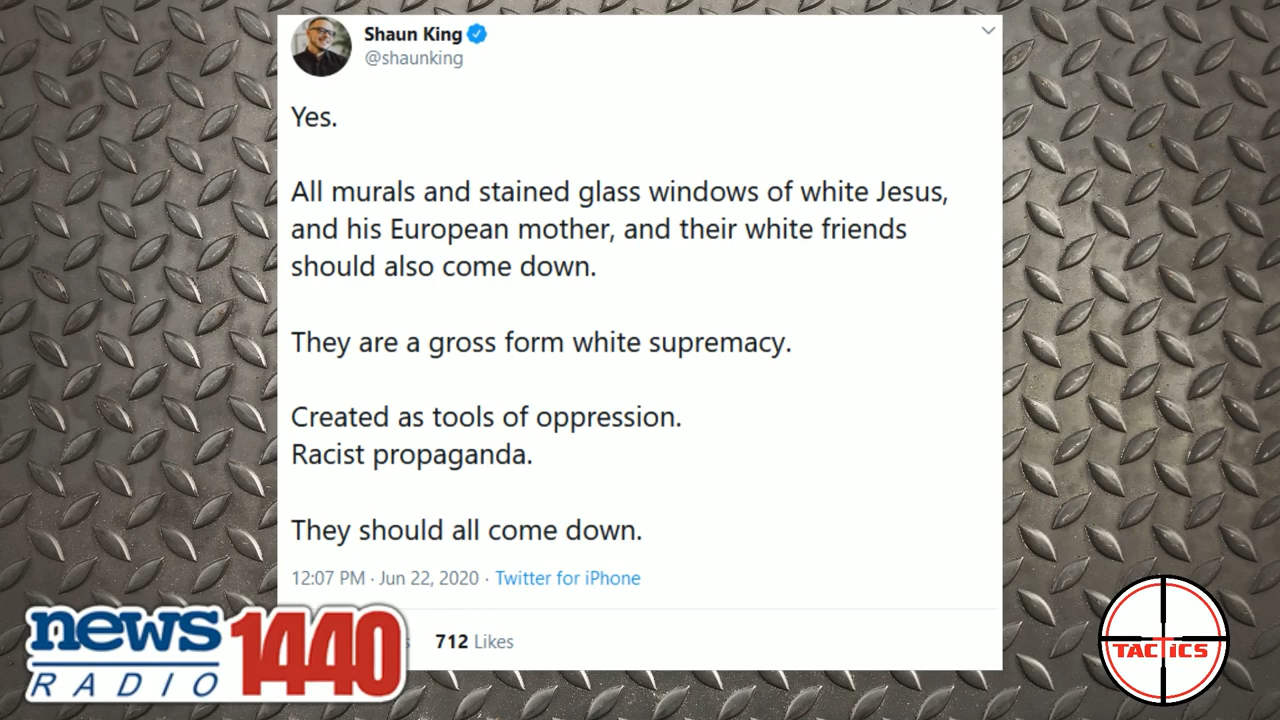 Shaun King
@shaunking
Yes.
All murals and stained glass windows of white Jesus,
and his European mother, and their white friends
should also come down.
They are a gross form white supremacy.
Created as tools of oppression.
Racist propaganda.
They should all come down.
12:07 PM · Jun 22, 2020 · Twitter for iPhone
712 Likes
news 1440
RADIO
TACTICS